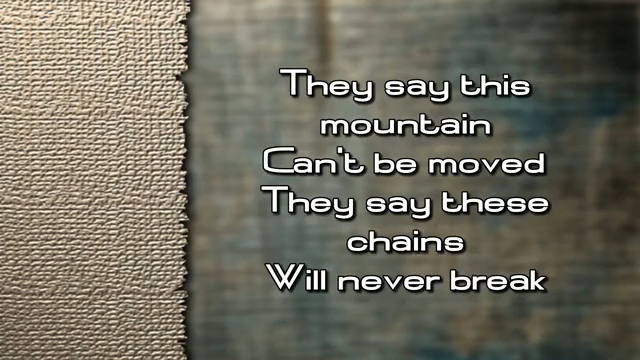 They say this
mountain
Can't be moved
They say these
chains
Will never break